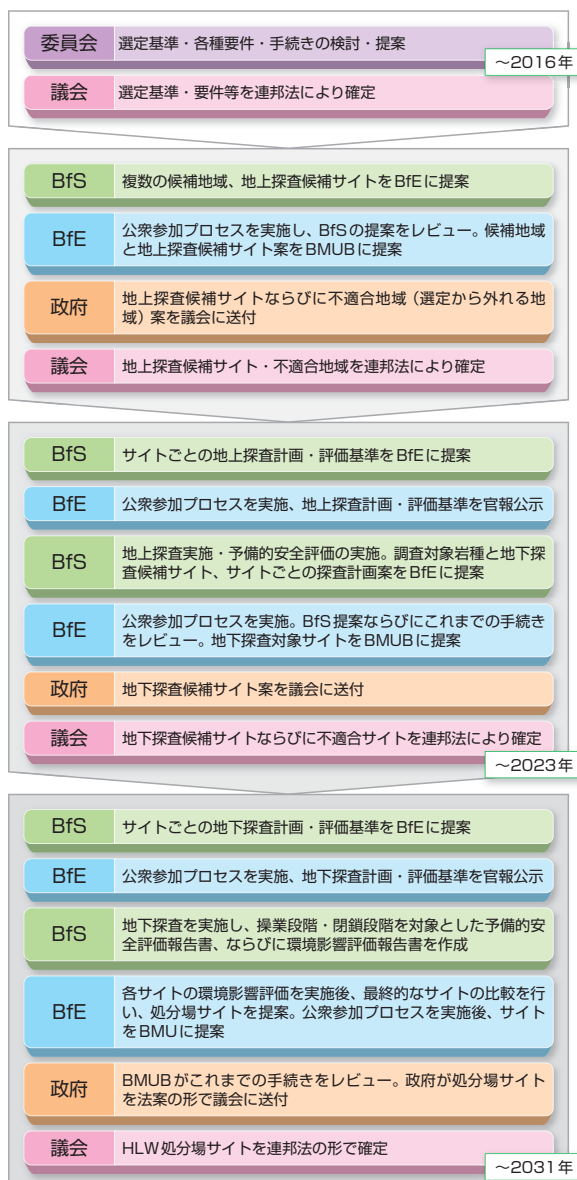 委員会 選定基準・各種要件・手続きの検討・提案
~2016年
議会 選定基準・要件等を連邦法により確定
BfS 複数の候補地域、地上探査候補サイトをBfEに提案
BfE 公衆参加プロセスを実施し、BfSの提案をレビュー。候補地域
と地上探査候補サイト案をBMUBに提案
政府 地上探査候補サイトならびに不適合地域（選定から外れる地
域）案を議会に送付
議会 地上探査候補サイト・不適合地域を連邦法により確定
BfS サイトごとの地上探査計画・評価基準をBfEに提案
BfE 公衆参加プロセスを実施、地上探査計画・評価基準を官報公示
BfS 地上探査実施・予備的安全評価の実施。調査対象岩種と地下探
査候補サイト、サイトごとの探査計画案をBfEに提案
BfE 公衆参加プロセスを実施。BfS提案ならびにこれまでの手続き
をレビュー。地下探査対象サイトをBMUBに提案
政府 地下探査候補サイト案を議会に送付
議会 地下探査候補サイトならびに不適合サイトを連邦法により確定
~2023年
BfS サイトごとの地下探査計画・評価基準をBfEに提案
BfE 公衆参加プロセスを実施、地下探査計画・評価基準を官報公示
BfS 地下探査を実施し、操業段階・閉鎖段階を対象とした予備的安
全評価報告書、ならびに環境影響評価報告書を作成
BfE 各サイトの環境影響評価を実施後、最終的なサイトの比較を行
い、処分場サイトを提案。公衆参加プロセスを実施後、サイト
をBMUに提案
政府 BMUBがこれまでの手続きをレビュー。政府が処分場サイト
を法案の形で議会に送付
議会 HLW処分場サイトを連邦法の形で確定
~2031年